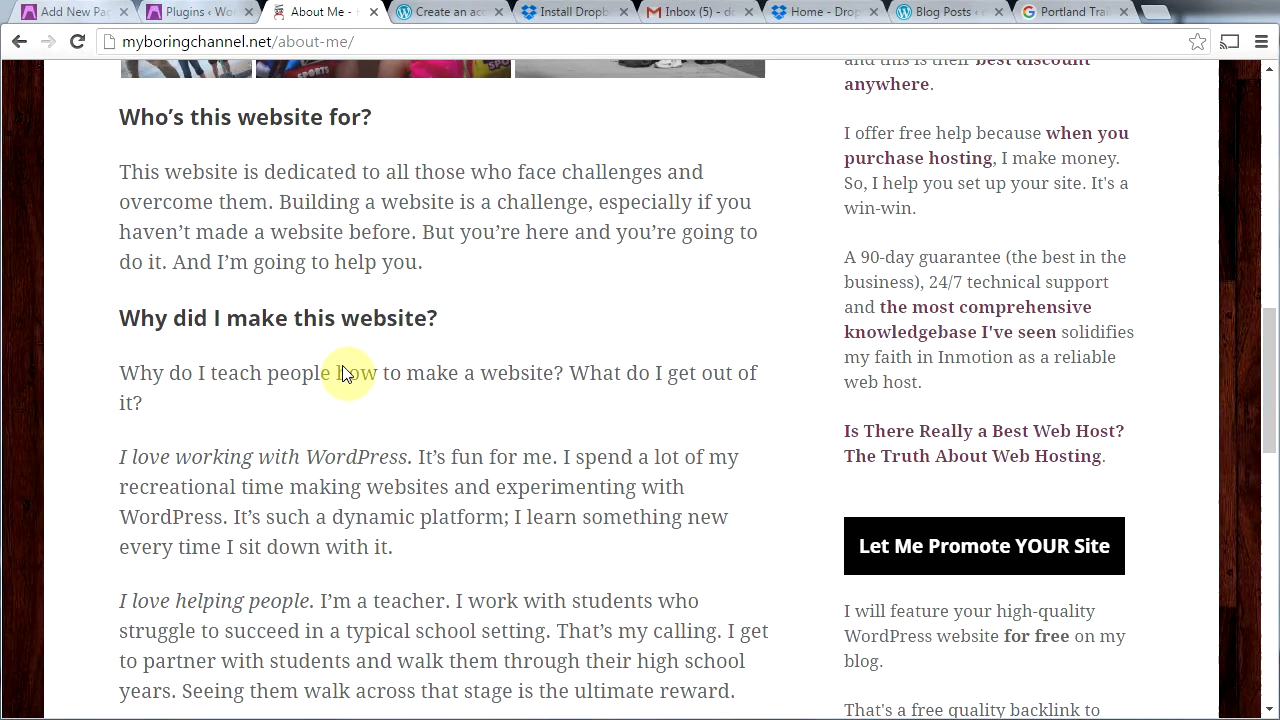 Add New Pa
Plugins ‹ Wo
About Me -
Create an acc
Install Dropb
Inbox (5) - d
Home - Drop
Blog Posts ‹
Portland Trai
myboringchannel.net/about-me/
SPORTS
Who's this website for?
This website is dedicated to all those who face challenges and
overcome them. Building a website is a challenge, especially if you
haven't made a website before. But you're here and you're going to
do it. And I'm going to help you.
Why did I make this website?
Why do I teach people how to make a website? What do I get out of
it?
I love working with WordPress. It's fun for me. I spend a lot of my
recreational time making websites and experimenting with
WordPress. It's such a dynamic platform; I learn something new
every time I sit down with it.
I love helping people. I'm a teacher. I work with students who
struggle to succeed in a typical school setting. That's my calling. I get
to partner with students and walk them through their high school
years. Seeing them walk across that stage is the ultimate reward.
and this is their best discount
anywhere.
I offer free help because when you
purchase hosting, I make money.
So, I help you set up your site. It's a
win-win.
A 90-day guarantee (the best in the
business), 24/7 technical support
and the most comprehensive
knowledgebase I've seen solidifies
my faith in Inmotion as a reliable
web host.
Is There Really a Best Web Host?
The Truth About Web Hosting.
Let Me Promote YOUR Site
I will feature your high-quality
WordPress website for free on my
blog.
That's a free quality backlink to